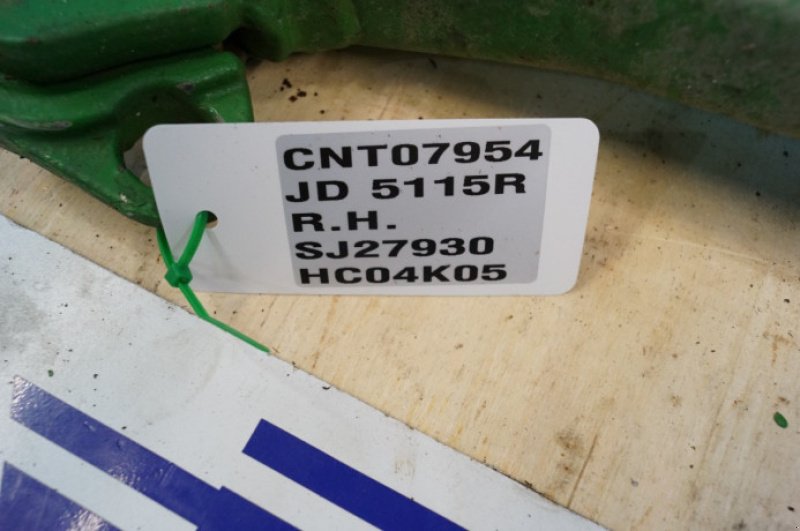 CNT07954
JD 5115R
R.H.
SJ27930
HC04K05